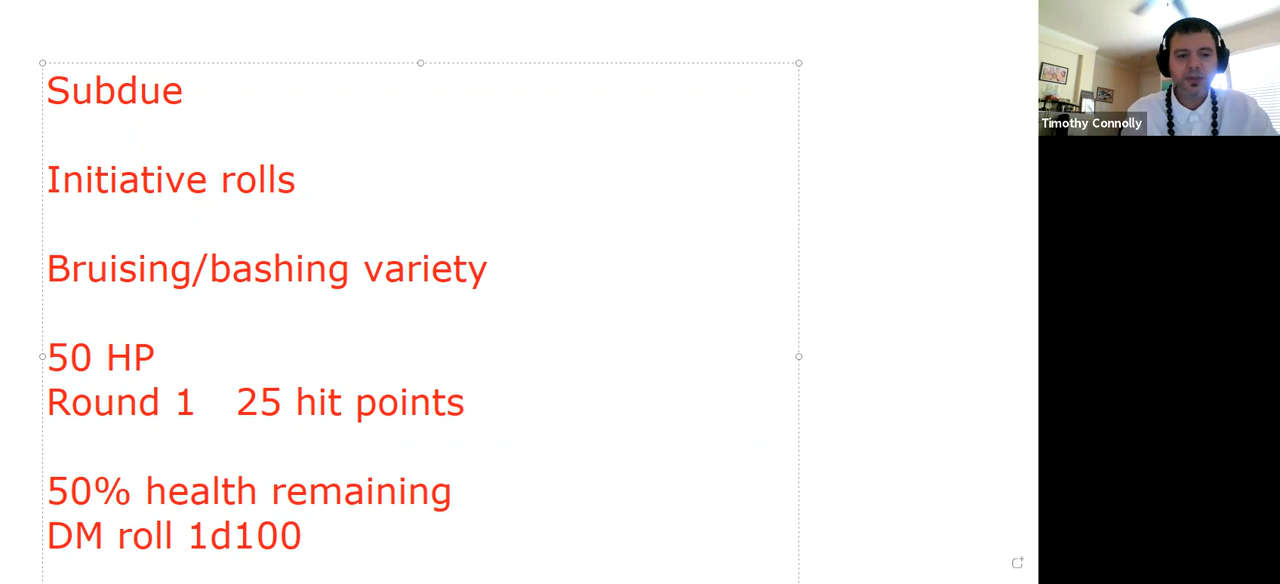 Subdue
Initiative rolls
Bruising/bashing variety
50 HP
Round 1 25 hit points
50% health remaining
DM roll 1d100
Timothy Connolly